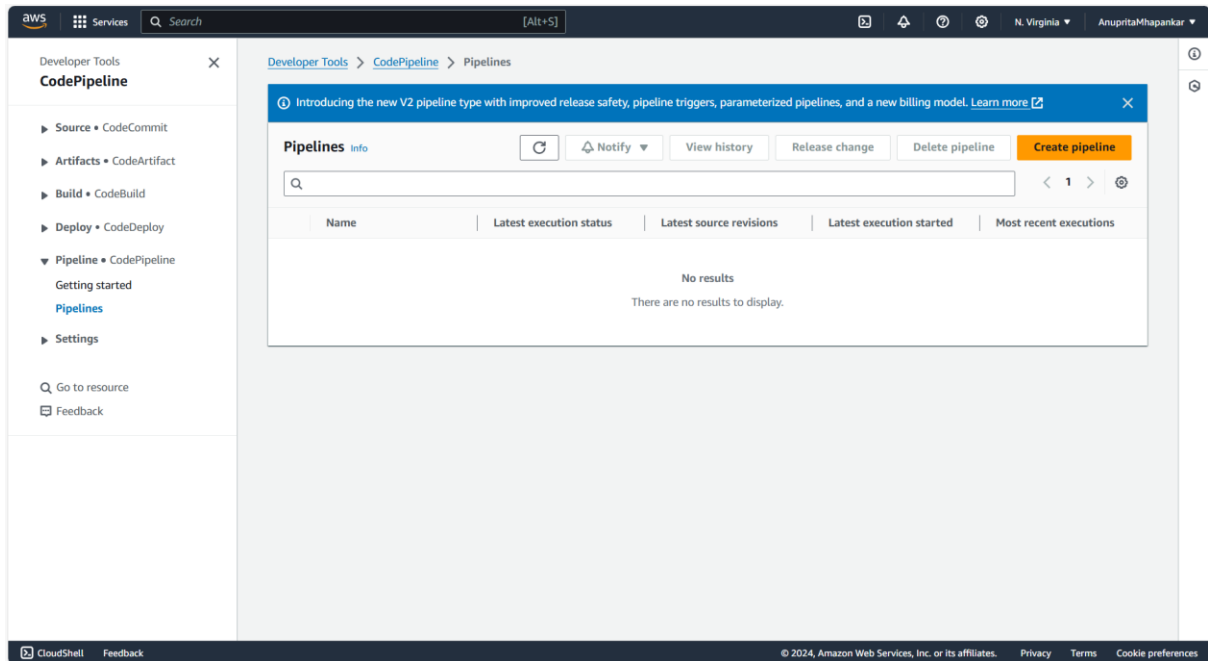 aws Services Search [Alt+S] N. Virginia AnupritaMhapankar
Developer Tools
CodePipeline
Source • CodeCommit
Artifacts • CodeArtifact
Build • CodeBuild
Deploy • CodeDeploy
Pipeline • CodePipeline
Getting started
Pipelines
Settings
Go to resource
Feedback
Developer Tools > CodePipeline > Pipelines
Introducing the new V2 pipeline type with improved release safety, pipeline triggers, parameterized pipelines, and a new billing model. Learn more
Pipelines Info Notify View history Release change Delete pipeline Create pipeline
< 1 >
Name Latest execution status Latest source revisions Latest execution started Most recent executions
No results
There are no results to display.
CloudShell Feedback © 2024, Amazon Web Services, Inc. or its affiliates. Privacy Terms Cookie preferences